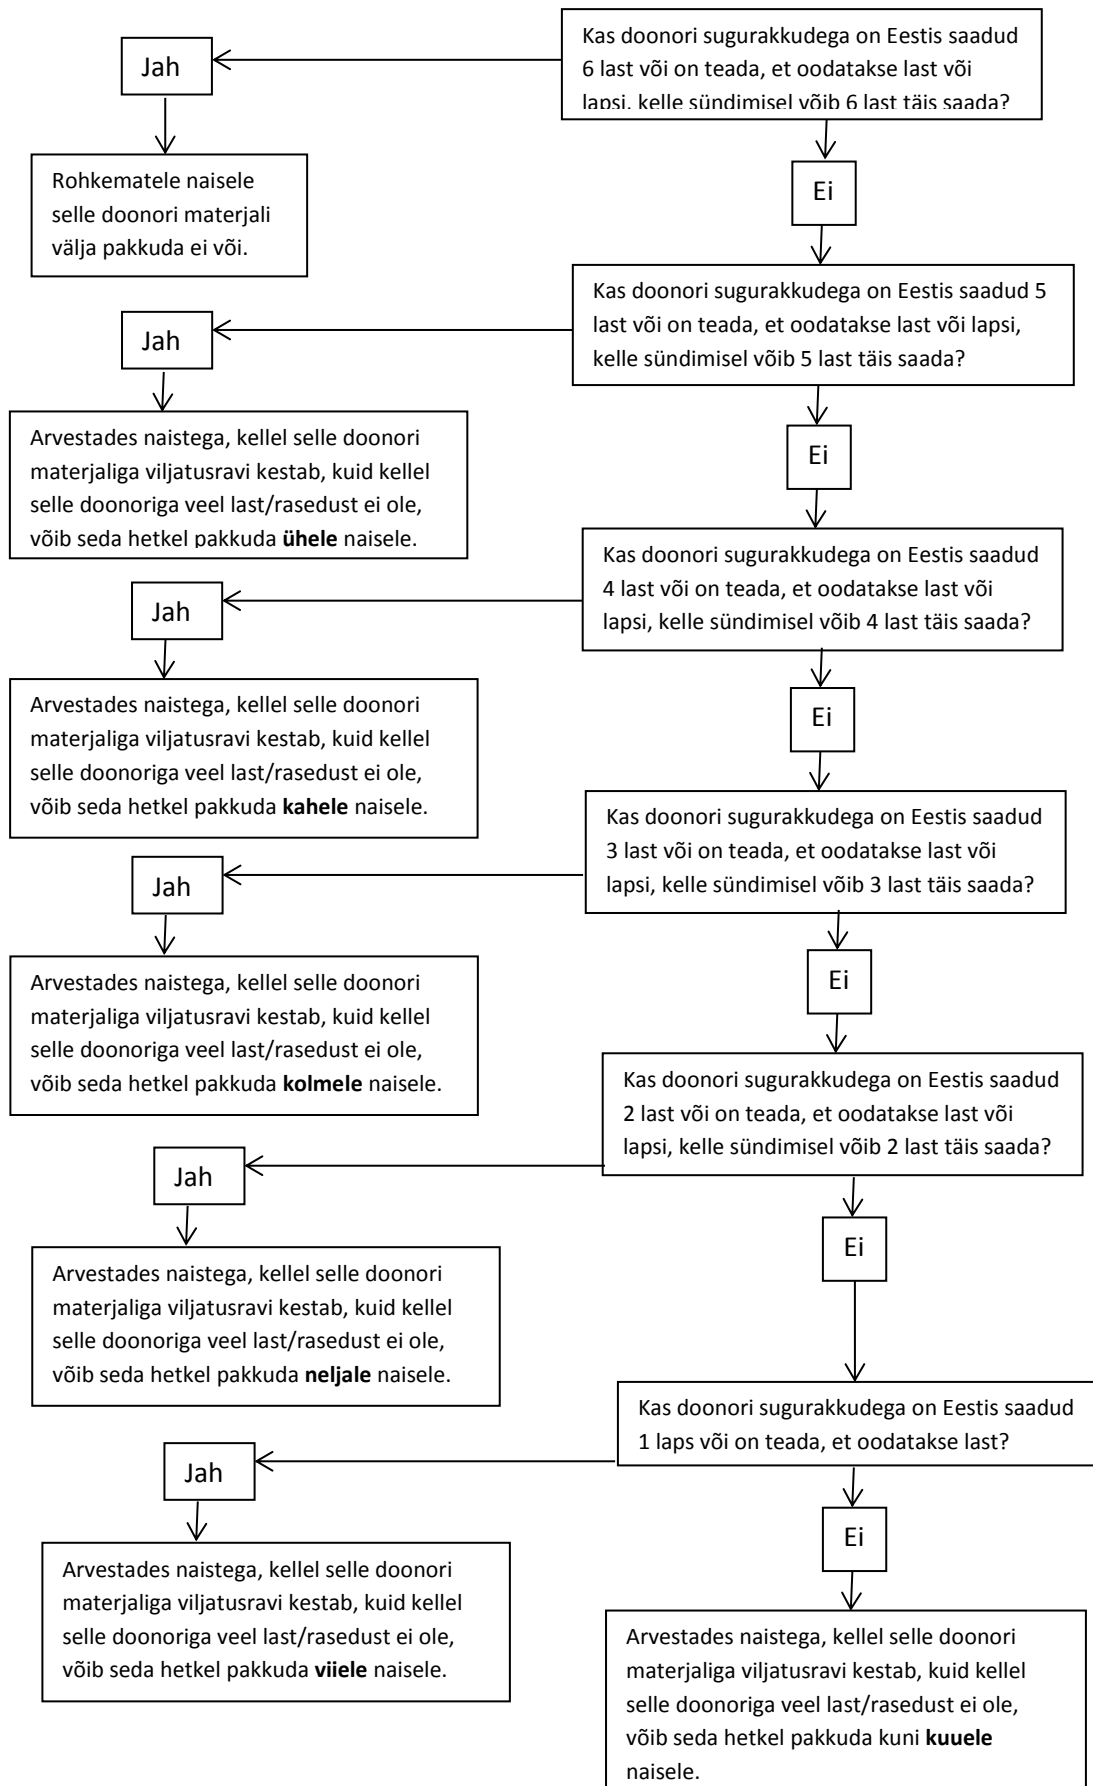 Kas doonori sugurakkudega on Eestis saadud
6 last või on teada, et oodatakse last või
lapsi, kelle sündimisel võib 6 last täis saada?
Jah
Rohkematele naisele
selle doonori materjali
välja pakkuda ei või.
Ei
Kas doonori sugurakkudega on Eestis saadud 5
last või on teada, et oodatakse last või lapsi,
kelle sündimisel võib 5 last täis saada?
Jah
Arvestades naistega, kellel selle doonori
materjaliga viljatusravi kestab, kuid kellel
selle doonoriga veel last/rasedust ei ole,
võib seda hetkel pakkuda ühele naisele.
Ei
Kas doonori sugurakkudega on Eestis saadud
4 last või on teada, et oodatakse last või
lapsi, kelle sündimisel võib 4 last täis saada?
Jah
Arvestades naistega, kellel selle doonori
materjaliga viljatusravi kestab, kuid kellel
selle doonoriga veel last/rasedust ei ole,
võib seda hetkel pakkuda kahele naisele.
Ei
Kas doonori sugurakkudega on Eestis saadud
3 last või on teada, et oodatakse last või
lapsi, kelle sündimisel võib 3 last täis saada?
Jah
Arvestades naistega, kellel selle doonori
materjaliga viljatusravi kestab, kuid kellel
selle doonoriga veel last/rasedust ei ole,
võib seda hetkel pakkuda kolmele naisele.
Ei
Kas doonori sugurakkudega on Eestis saadud
2 last või on teada, et oodatakse last või
lapsi, kelle sündimisel võib 2 last täis saada?
Jah
Arvestades naistega, kellel selle doonori
materjaliga viljatusravi kestab, kuid kellel
selle doonoriga veel last/rasedust ei ole,
võib seda hetkel pakkuda neljale naisele.
Ei
Kas doonori sugurakkudega on Eestis saadud
1 laps või on teada, et oodatakse last?
Jah
Arvestades naistega, kellel selle doonori
materjaliga viljatusravi kestab, kuid kellel
selle doonoriga veel last/rasedust ei ole,
võib seda hetkel pakkuda viiele naisele.
Ei
Arvestades naistega, kellel selle doonori
materjaliga viljatusravi kestab, kuid kellel
selle doonoriga veel last/rasedust ei ole,
võib seda hetkel pakkuda kuni kuuele
naisele.